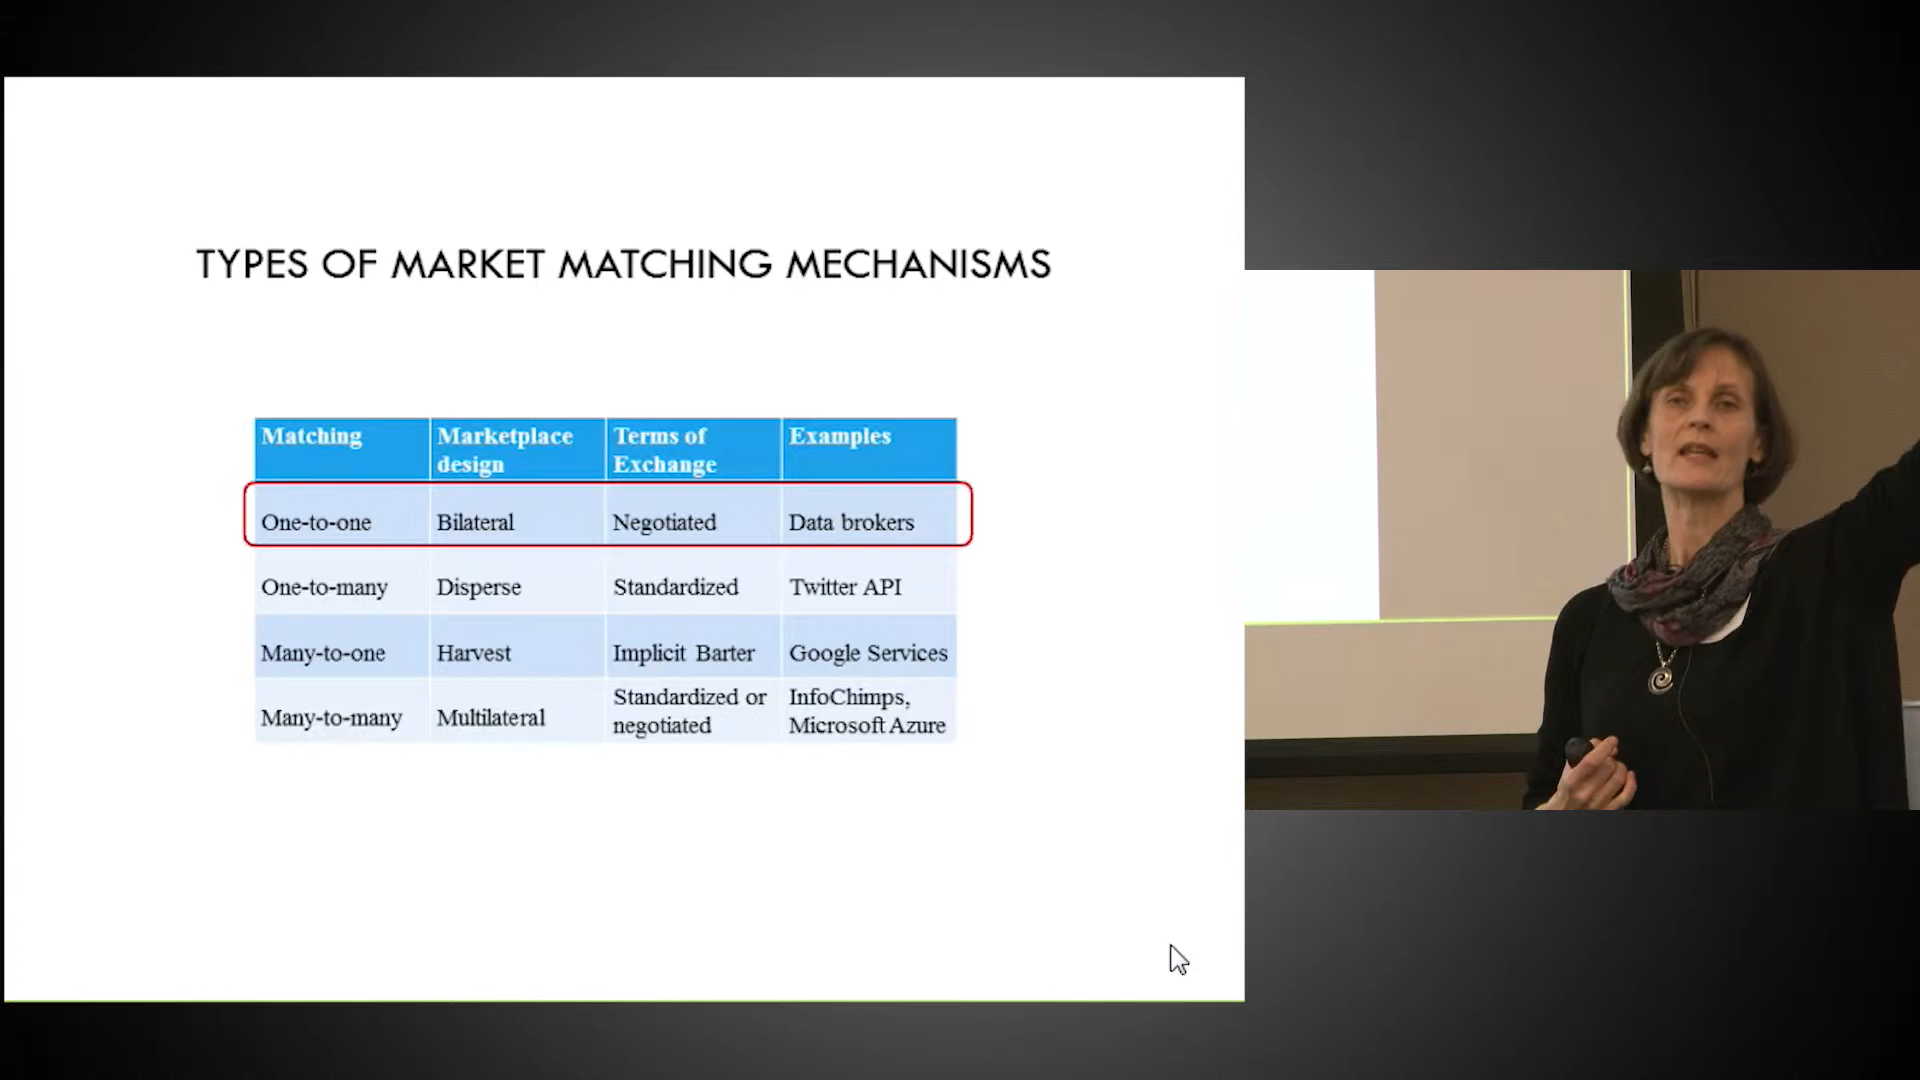 TYPES OF MARKET MATCHING MECHANISMS
Matching Marketplace design Terms of Exchange Examples
One-to-one Bilateral Negotiated Data brokers
One-to-many Disperse Standardized Twitter API
Many-to-one Harvest Implicit Barter Google Services
Many-to-many Multilateral Standardized or negotiated InfoChimps, Microsoft Azure